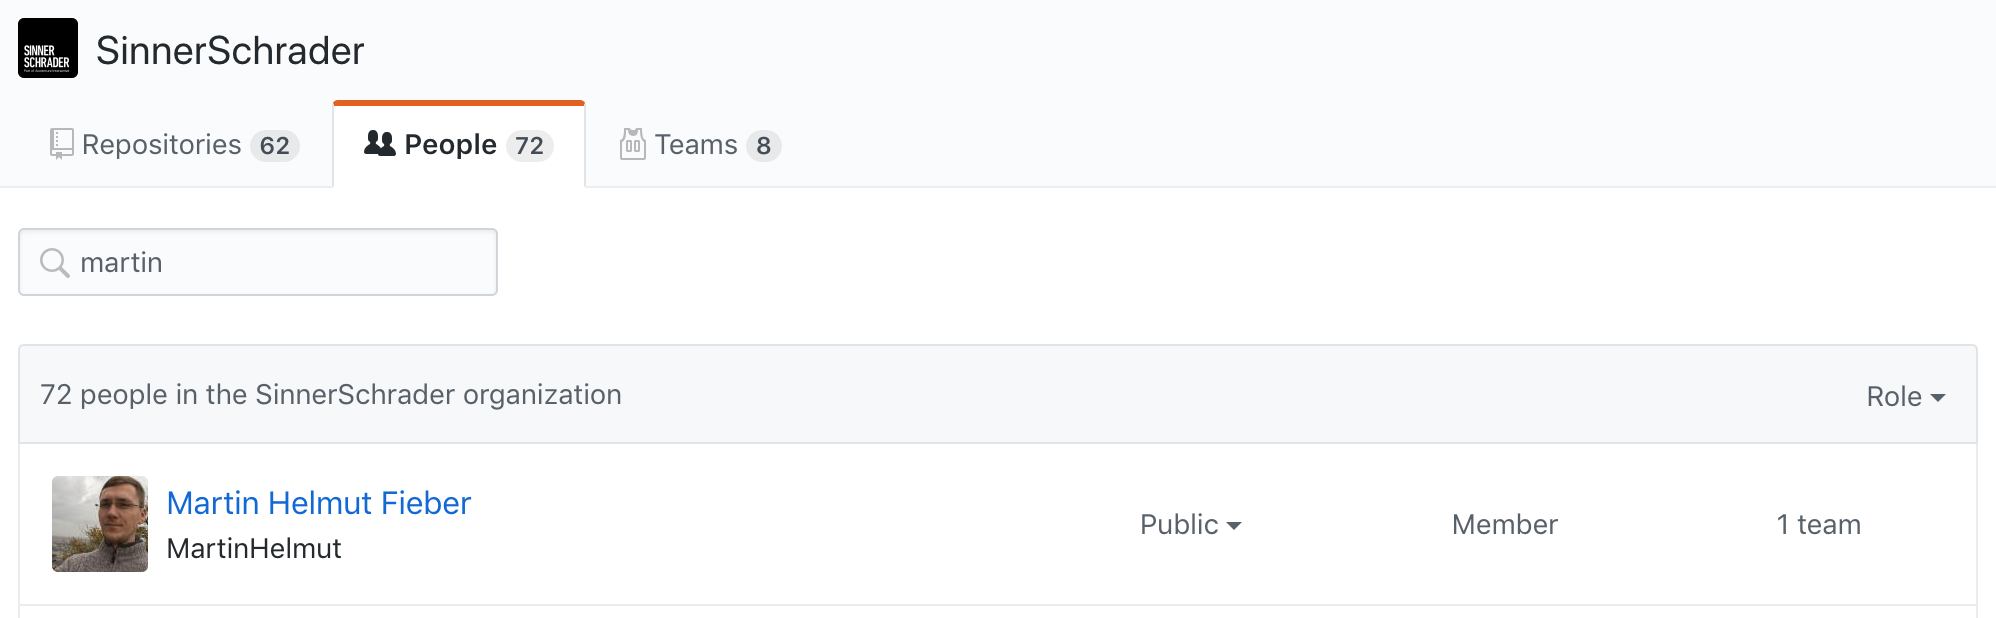 SINNER
SCHRADER
SinnerSchrader
Repositories 62
People 72
Teams 8
martin
72 people in the SinnerSchrader organization
Role
Martin Helmut Fieber
MartinHelmut
Public
Member
1 team